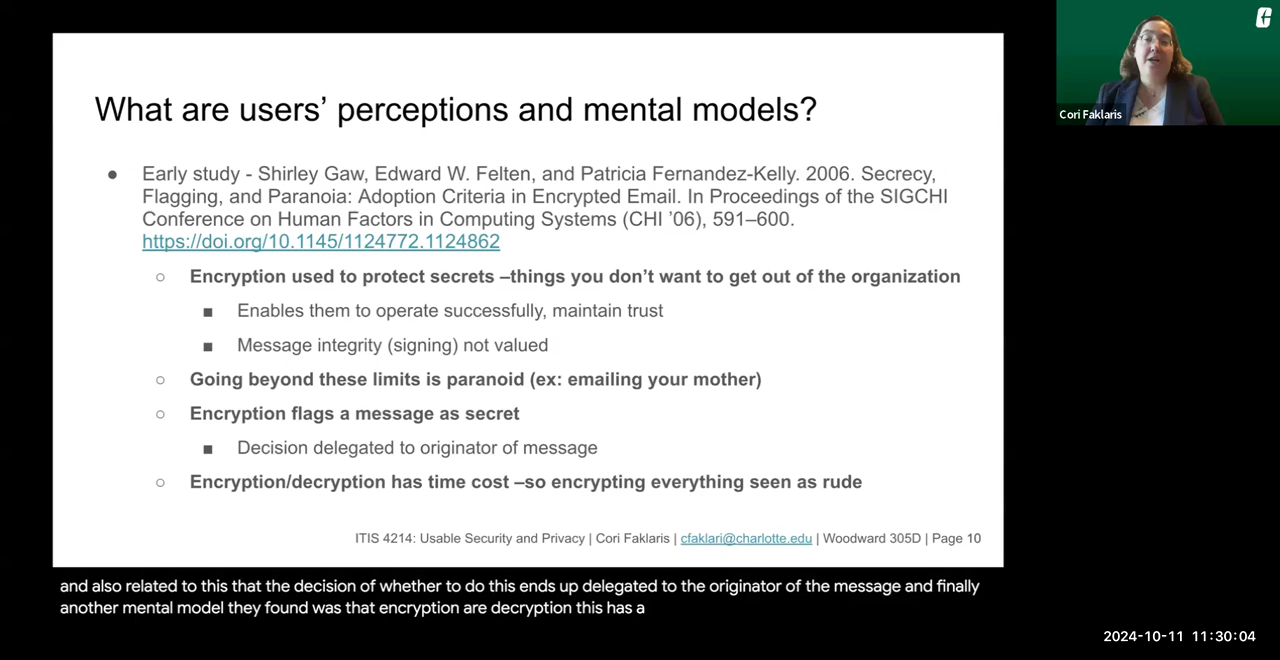 What are users’ perceptions and mental models?
● Early study - Shirley Gaw, Edward W. Felten, and Patricia Fernandez-Kelly. 2006. Secrecy,
Flagging, and Paranoia: Adoption Criteria in Encrypted Email. In Proceedings of the SIGCHI
Conference on Human Factors in Computing Systems (CHI ’06), 591–600.
https://doi.org/10.1145/1124772.1124862
○ Encryption used to protect secrets –things you don’t want to get out of the organization
■ Enables them to operate successfully, maintain trust
■ Message integrity (signing) not valued
○ Going beyond these limits is paranoid (ex: emailing your mother)
○ Encryption flags a message as secret
■ Decision delegated to originator of message
○ Encryption/decryption has time cost –so encrypting everything seen as rude
ITIS 4214: Usable Security and Privacy | Cori Faklaris | cfaklari@charlotte.edu | Woodward 305D | Page 10
Cori Faklaris
and also related to this that the decision of whether to do this ends up delegated to the originator of the message and finally
another mental model they found was that encryption are decryption this has a
2024-10-11 11:30:04